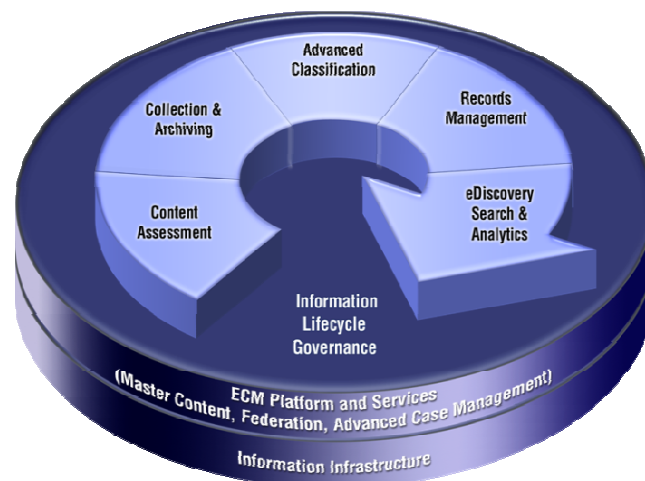 Advanced
Classification
Collection &
Archiving
Records
Management
Content
Assessment
eDiscovery
Search &
Analytics
Information
Lifecycle
Governance
ECM Platform and Services
(Master Content, Federation, Advanced Case Management)
Information Infrastructure